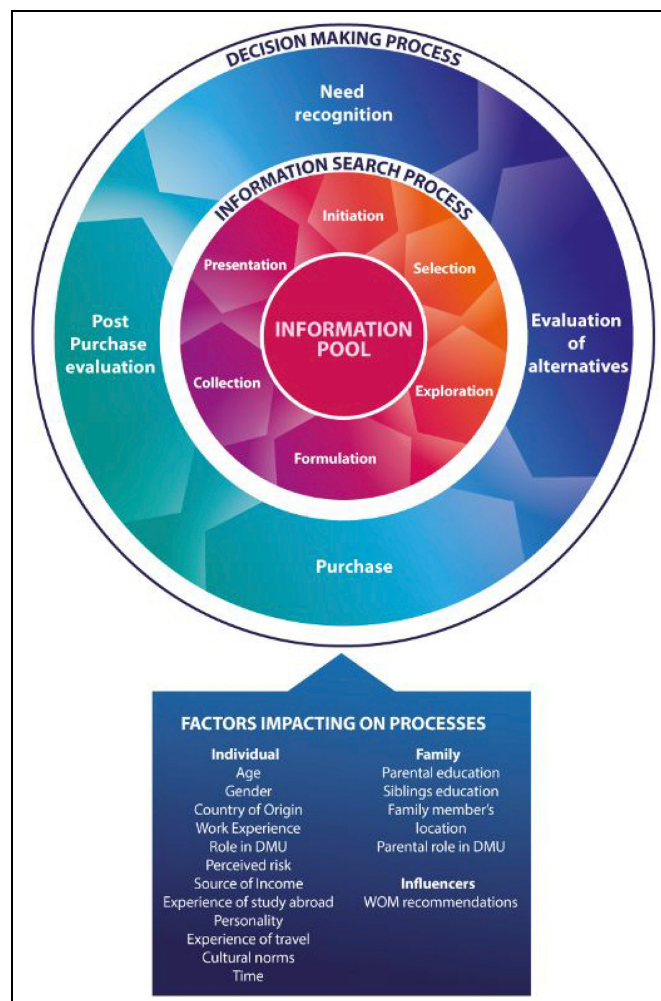 DECISION MAKING PROCESS
Need
recognition
INFORMATION SEARCH PROCESS
Initiation
Presentation
Selection
INFORMATION
POOL
Post
Purchase
evaluation
Evaluation
of
alternatives
Collection
Exploration
Formulation
Purchase
FACTORS IMPACTING ON PROCESSES
Individual
Age
Gender
Country of Origin
Work Experience
Role in DMU
Perceived risk
Source of Income
Experience of study abroad
Personality
Experience of travel
Cultural norms
Time
Family
Parental education
Siblings education
Family member's
location
Parental role in DMU
Influencers
WOM recommendations